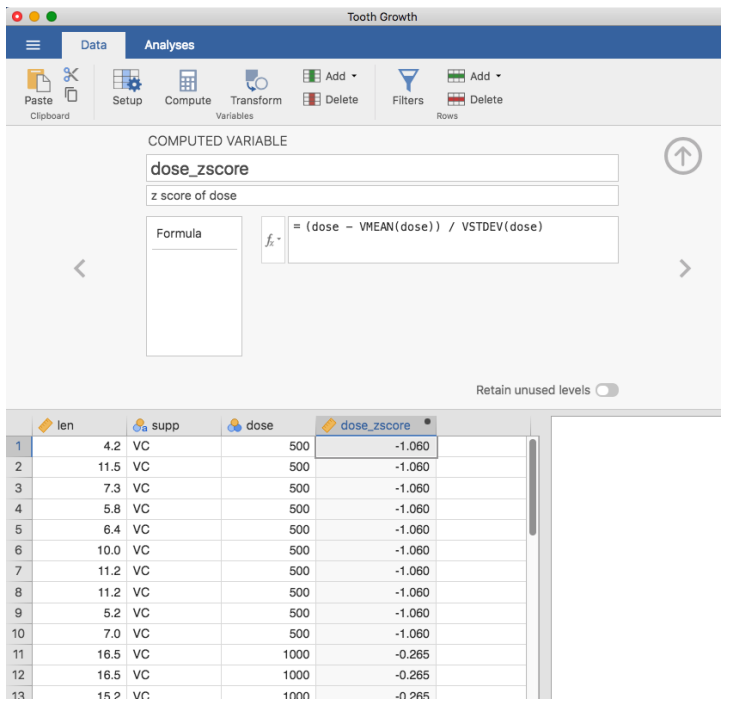 Tooth Growth
Data Analyses
Paste Setup Compute Transform Add Delete Filters Add Delete
Clipboard Variables Rows
COMPUTED VARIABLE
dose_zscore
z score of dose
Formula
fx
= (dose – VMEAN(dose)) / VSTDEV(dose)
Retain unused levels
len a supp dose dose_zscore
1 4.2 VC 500 -1.060
2 11.5 VC 500 -1.060
3 7.3 VC 500 -1.060
4 5.8 VC 500 -1.060
5 6.4 VC 500 -1.060
6 10.0 VC 500 -1.060
7 11.2 VC 500 -1.060
8 11.2 VC 500 -1.060
9 5.2 VC 500 -1.060
10 7.0 VC 500 -1.060
11 16.5 VC 1000 -0.265
12 16.5 VC 1000 -0.265
13 15.2 VC 1000 -0.265